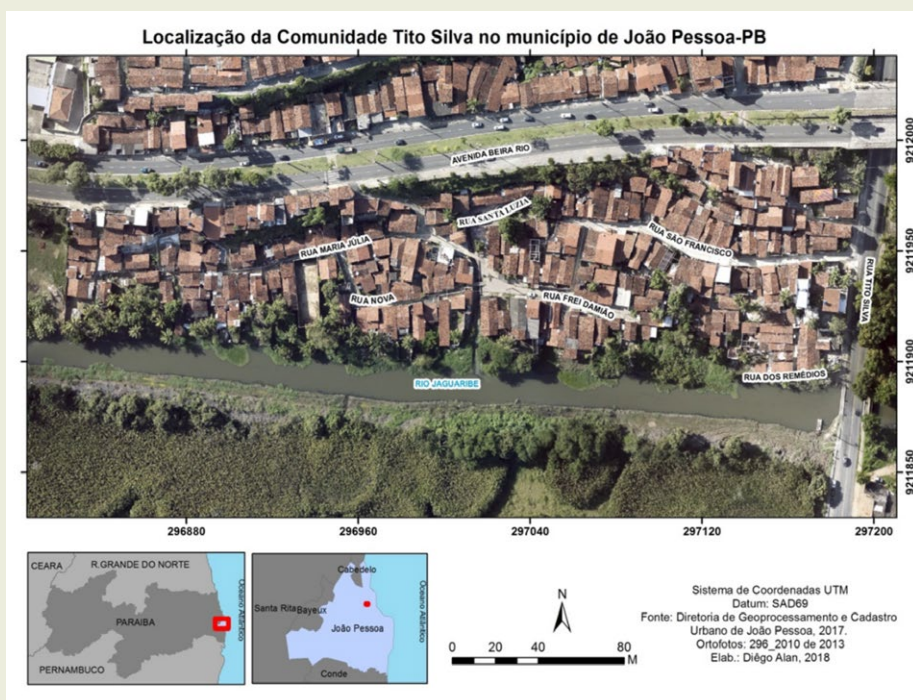 Localização da Comunidade Tito Silva no município de João Pessoa-PB
AVENIDA BEIRA RIO
RUA SANTA LUZIA
RUA MARIA JÚLIA
RUA SÃO FRANCISCO
RUA NOVA
RUA FREI DAMIÃO
RUA TITO SILVA
RIO JAGUARIBE
RUA DOS REMÉDIOS
9212000
9211950
9211900
9211850
296880
296960
297040
297120
297200
CEARA
R.GRANDE DO NORTE
PARAIBA
PERNAMBUCO
Oceano Atlântico
Cabedelo
Santa Rita
Bayeux
João Pessoa
Conde
Oceano Atlântico
N
0 20 40 80
M
Sistema de Coordenadas UTM
Datum: SAD69
Fonte: Diretoria de Geoprocessamento e Cadastro
Urbano de João Pessoa, 2017.
Ortofotos: 296_2010 de 2013
Elab.: Diêgo Alan, 2018